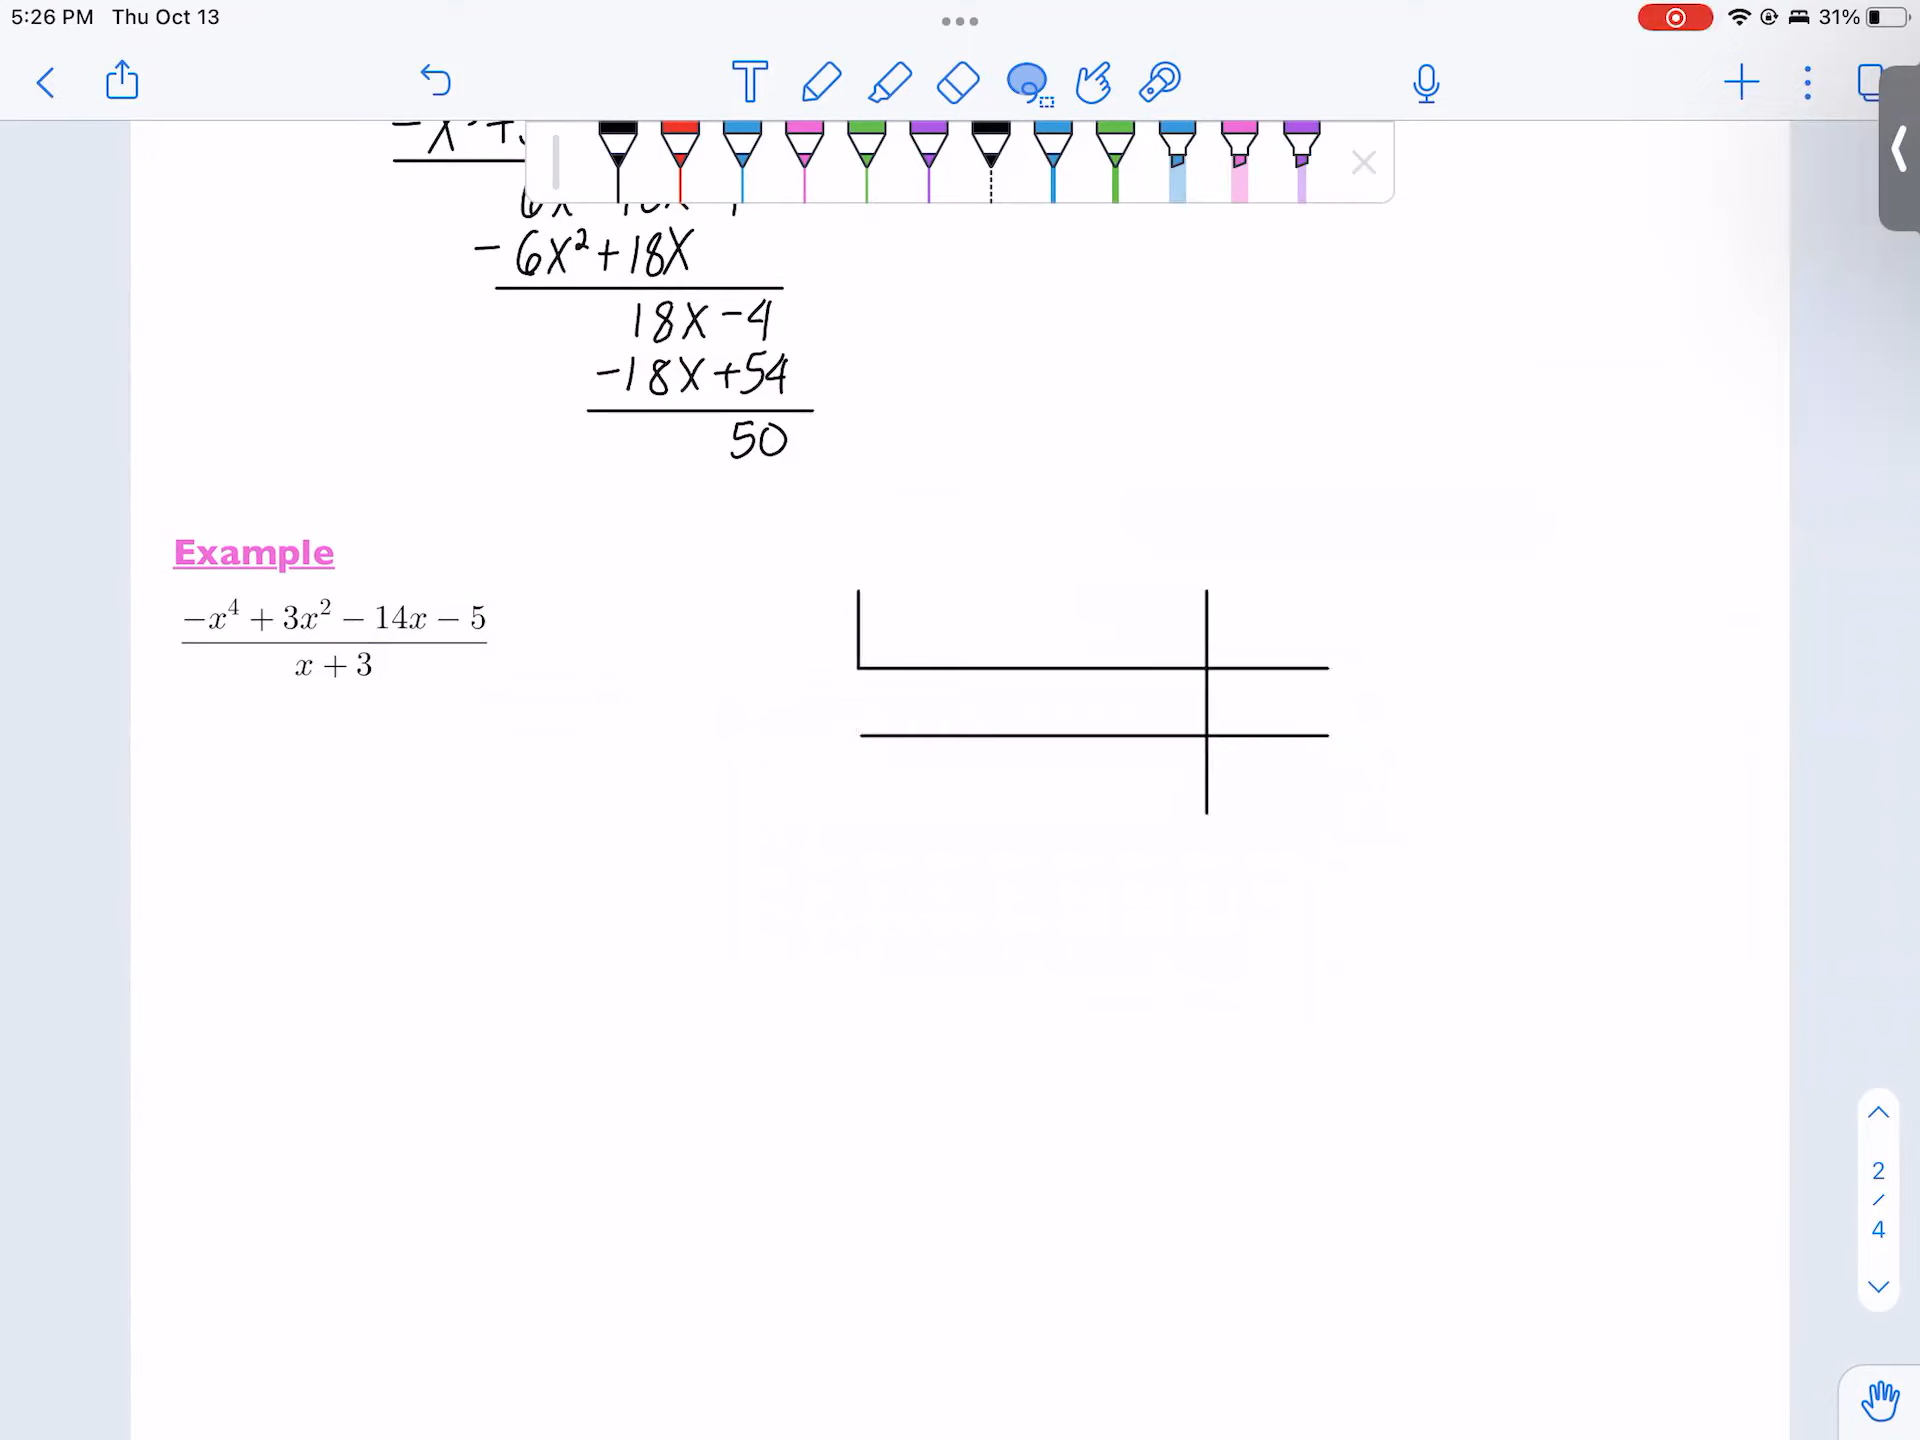 5:26 PM Thu Oct 13
31%
T
- 6x² + 18x
18x - 4
-18x + 54
50
Example
−x⁴ + 3x² − 14x − 5
x + 3
2
/
4